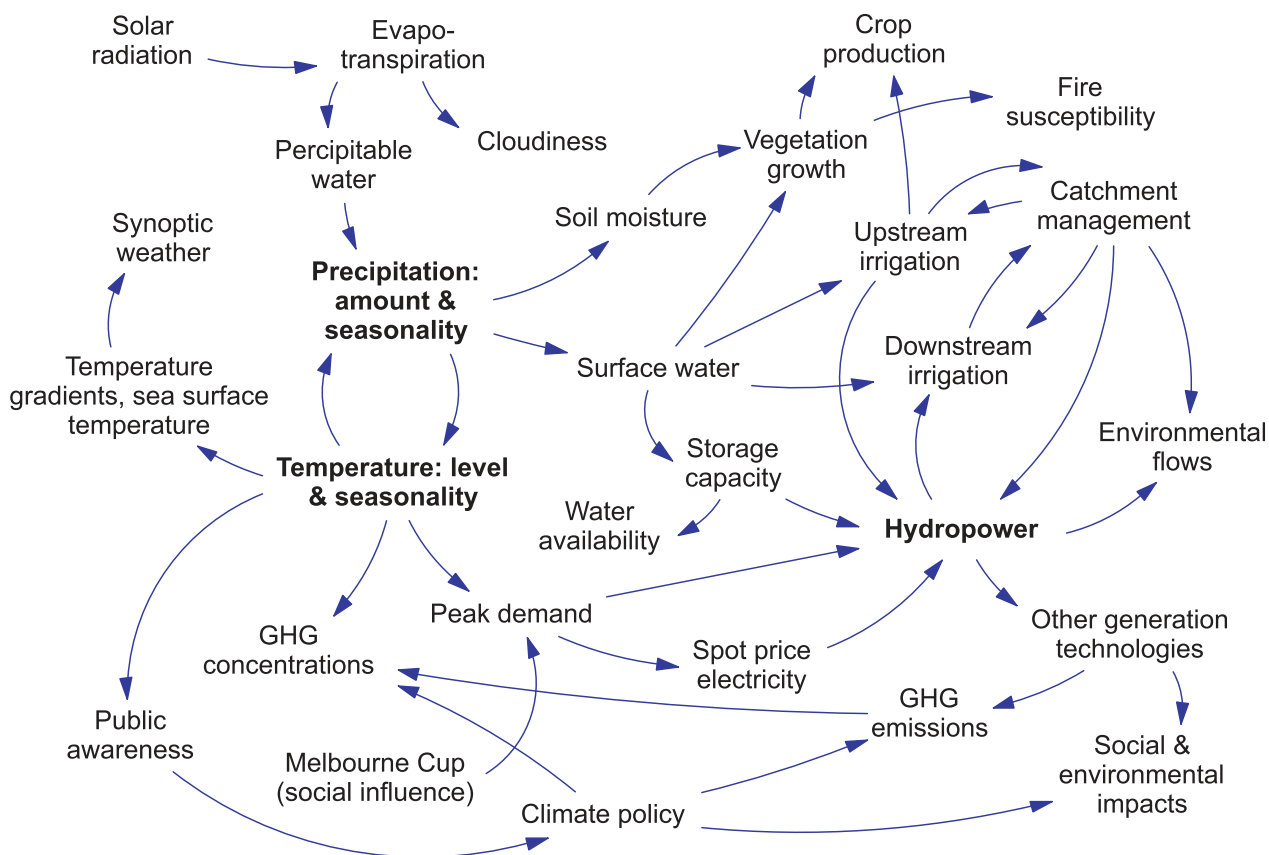 Solar
radiation
Evapo-
transpiration
Crop
production
Fire
susceptibility
Percipitable
water
Cloudiness
Vegetation
growth
Catchment
management
Synoptic
weather
Soil moisture
Upstream
irrigation
Precipitation:
amount &
seasonality
Temperature
gradients, sea surface
temperature
Surface water
Downstream
irrigation
Temperature: level
& seasonality
Storage
capacity
Environmental
flows
Water
availability
Hydropower
Peak demand
GHG
concentrations
Spot price
electricity
Other generation
technologies
Public
awareness
GHG
emissions
Melbourne Cup
(social influence)
Climate policy
Social &
environmental
impacts